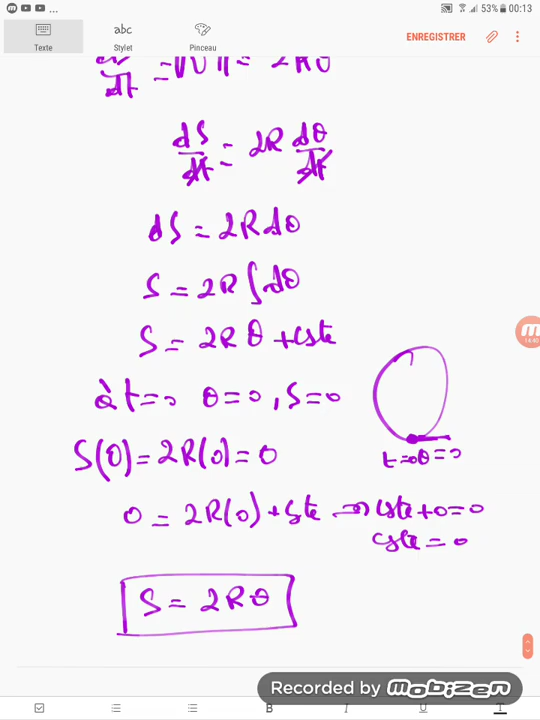 53% 00:13
Texte
abc
Stylet
Pinceau
ENREGISTRER
dS/dt = 2R dθ/dt
dS = 2R dθ
S = 2R ∫ dθ
S = 2R θ + cste
à t=0 θ=0, S=0
S(0) = 2R(0) = 0
t=0 θ=0
0 = 2R(0) + cste ⟹ cste + 0 = 0
cste = 0
S = 2Rθ
14:40
Recorded by mobizen
B I U T